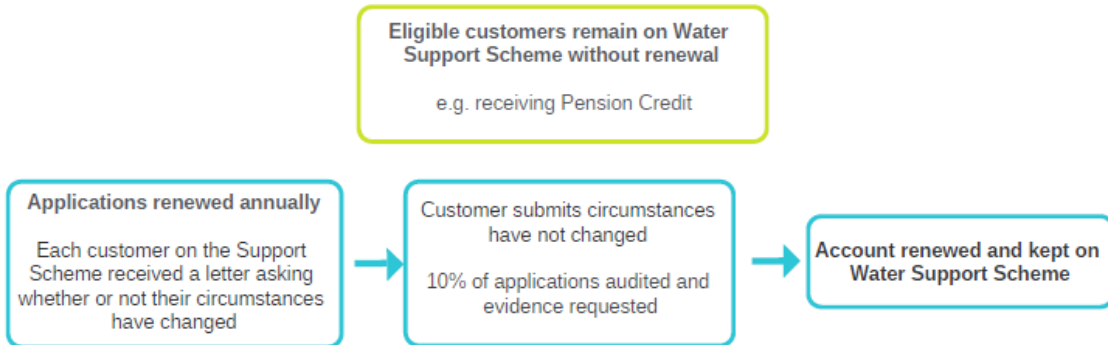 Eligible customers remain on Water
Support Scheme without renewal
e.g. receiving Pension Credit
Applications renewed annually
Each customer on the Support
Scheme received a letter asking
whether or not their circumstances
have changed
Customer submits circumstances
have not changed
10% of applications audited and
evidence requested
Account renewed and kept on
Water Support Scheme